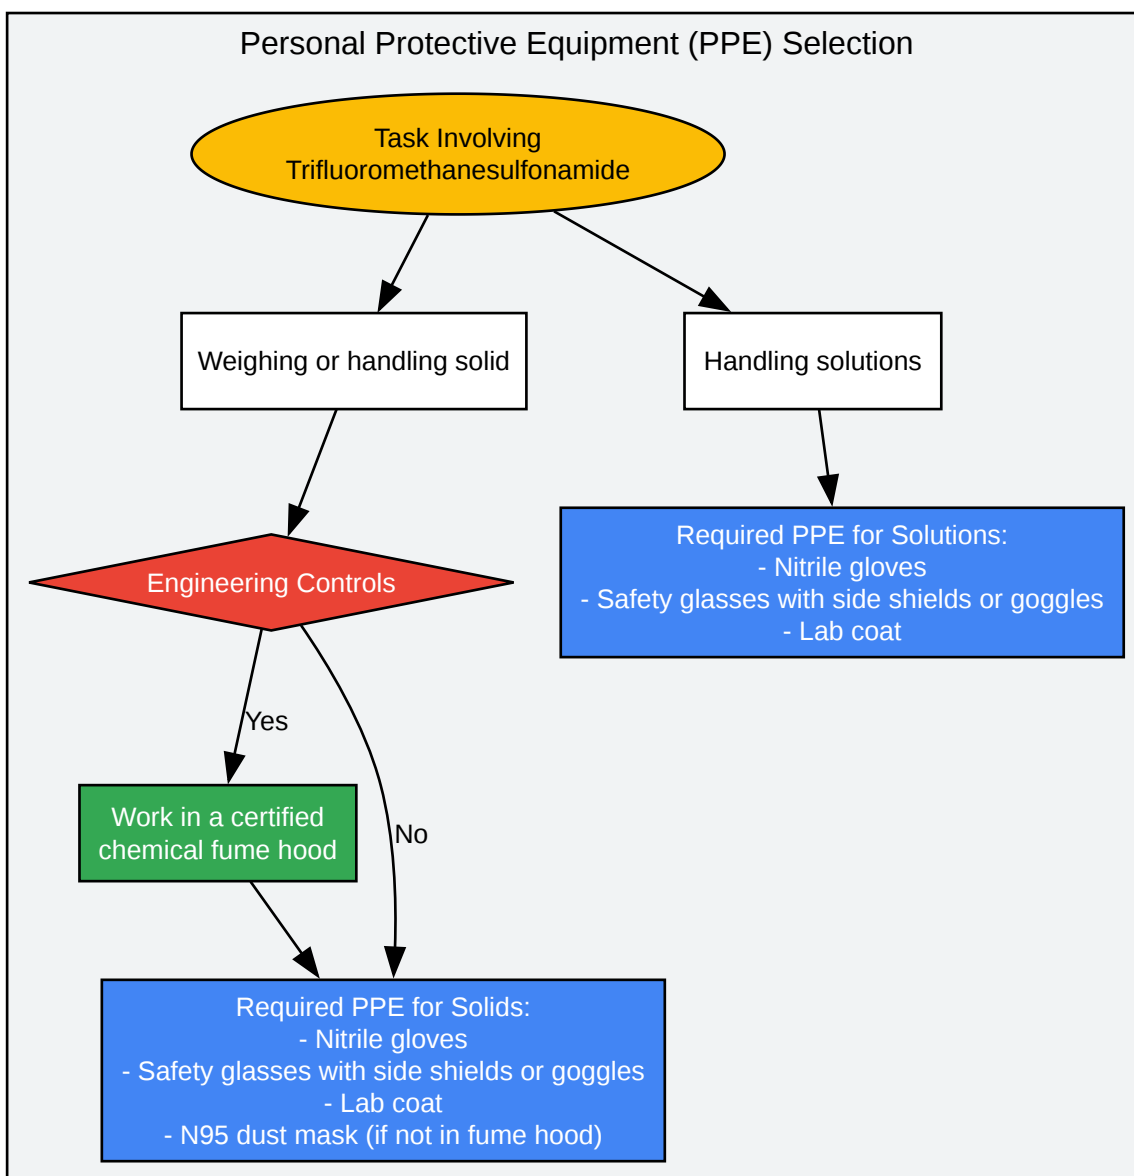 Personal Protective Equipment (PPE) Selection
Task Involving
Trifluoromethanesulfonamide
Weighing or handling solid
Handling solutions
Engineering Controls
Required PPE for Solutions:
- Nitrile gloves
- Safety glasses with side shields or goggles
- Lab coat
Yes
Work in a certified
chemical fume hood
No
Required PPE for Solids:
- Nitrile gloves
- Safety glasses with side shields or goggles
- Lab coat
- N95 dust mask (if not in fume hood)